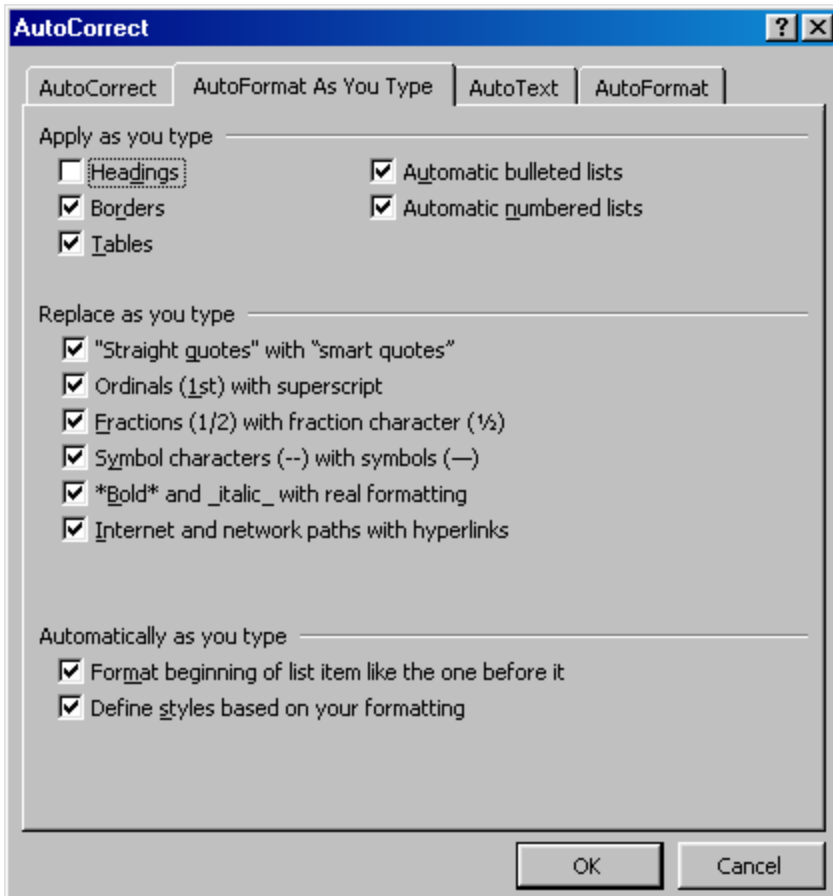 AutoCorrect
AutoCorrect AutoFormat As You Type AutoText AutoFormat
Apply as you type
Headings Automatic bulleted lists
Borders Automatic numbered lists
Tables
Replace as you type
"Straight quotes" with “smart quotes”
Ordinals (1st) with superscript
Fractions (1/2) with fraction character (½)
Symbol characters (--) with symbols (—)
*Bold* and _italic_ with real formatting
Internet and network paths with hyperlinks
Automatically as you type
Format beginning of list item like the one before it
Define styles based on your formatting
OK Cancel